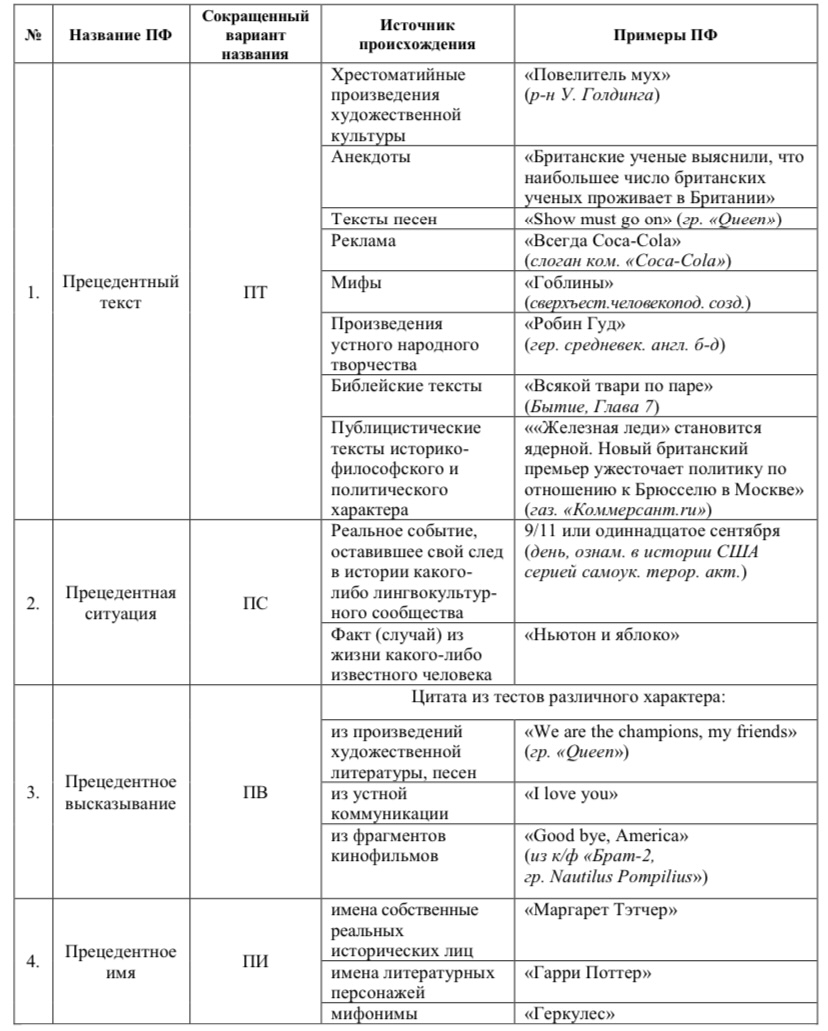 №
Название ПФ
Сокращенный
вариант
названия
Источник
происхождения
Примеры ПФ
1.
Прецедентный
текст
ПТ
Хрестоматийные
произведения
художественной
культуры
«Повелитель мух»
(р-н У. Голдинга)
Анекдоты
«Британские ученые выяснили, что
наибольшее число британских
ученых проживает в Британии»
Тексты песен
«Show must go on» (гр. «Queen»)
Реклама
«Всегда Coca-Cola»
(слоган ком. «Coca-Cola»)
Мифы
«Гоблины»
(сверхъест.человекопод. созд.)
Произведения
устного народного
творчества
«Робин Гуд»
(гер. средневек. англ. б-д)
Библейские тексты
«Всякой твари по паре»
(Бытие, Глава 7)
Публицистические
тексты историко-
философского и
политического
характера
««Железная леди» становится
ядерной. Новый британский
премьер ужесточает политику по
отношению к Брюсселю в Москве»
(газ. «Коммерсант.ru»)
2.
Прецедентная
ситуация
ПС
Реальное событие,
оставившее свой след
в истории какого-
либо лингвокультур-
ного сообщества
9/11 или одиннадцатое сентября
(день, ознам. в истории США
серией самоук. терор. акт.)
Факт (случай) из
жизни какого-либо
известного человека
«Ньютон и яблоко»
3.
Прецедентное
высказывание
ПВ
Цитата из тестов различного характера:
из произведений
художественной
литературы, песен
«We are the champions, my friends»
(гр. «Queen»)
из устной
коммуникации
«I love you»
из фрагментов
кинофильмов
«Good bye, America»
(из к/ф «Брат-2,
гр. Nautilus Pompilius»)
4.
Прецедентное
имя
ПИ
имена собственные
реальных
исторических лиц
«Маргарет Тэтчер»
имена литературных
персонажей
«Гарри Поттер»
мифонимы
«Геркулес»